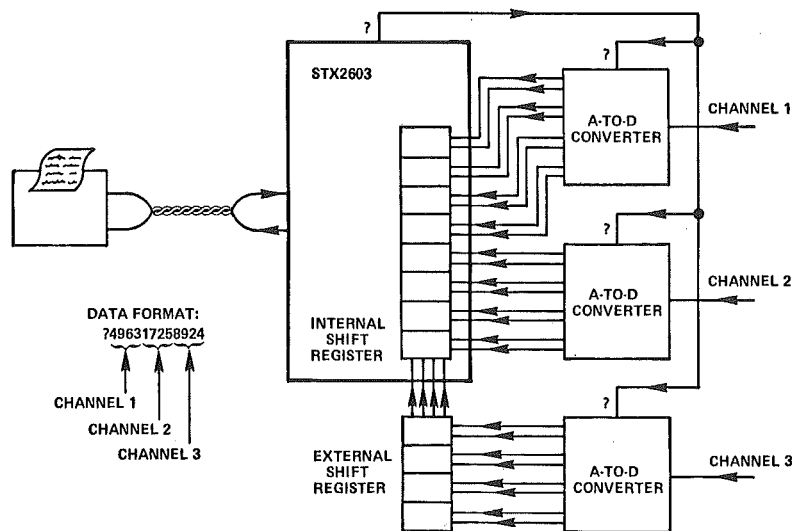 ?
STX2603
?
A-TO-D
CONVERTER
CHANNEL 1
?
A-TO-D
CONVERTER
CHANNEL 2
DATA FORMAT:
?496317258924
CHANNEL 1
CHANNEL 2
CHANNEL 3
INTERNAL
SHIFT
REGISTER
?
EXTERNAL
SHIFT
REGISTER
A-TO-D
CONVERTER
CHANNEL 3